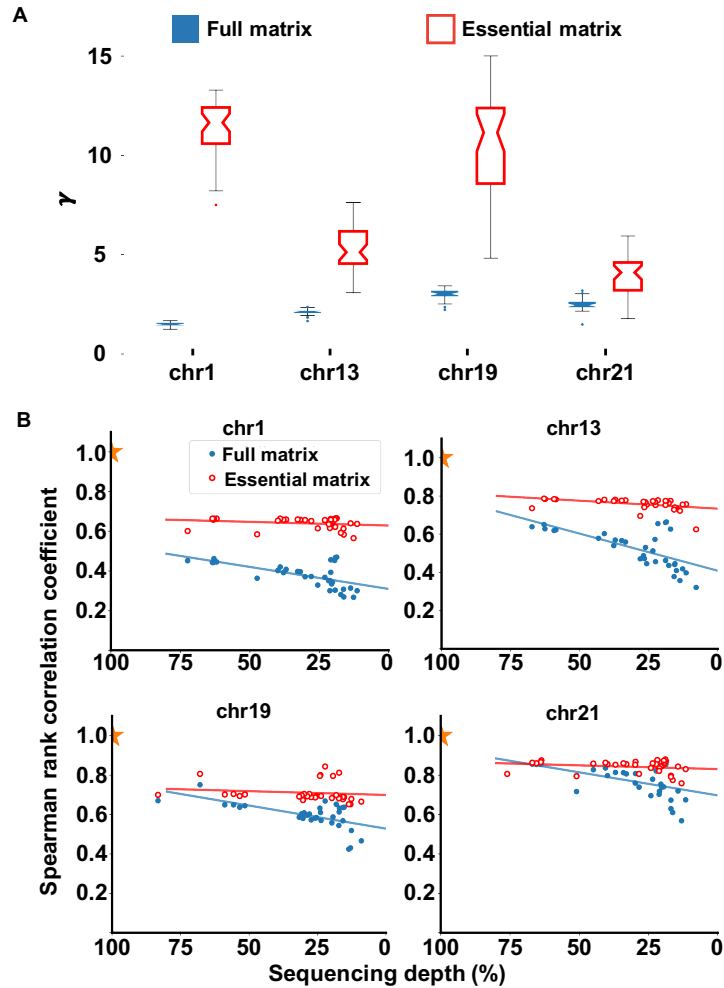 A
Full matrix
Essential matrix
15
10
5
0
γ
chr1
chr13
chr19
chr21
B
chr1
chr13
Full matrix
Essential matrix
1.0
0.8
0.6
0.4
0.2
100
75
50
25
0
1.0
0.8
0.6
0.4
0.2
100
75
50
25
0
chr19
chr21
1.0
0.8
0.6
0.4
0.2
100
75
50
25
0
1.0
0.8
0.6
0.4
0.2
100
75
50
25
0
Spearman rank correlation coefficient
Sequencing depth (%)